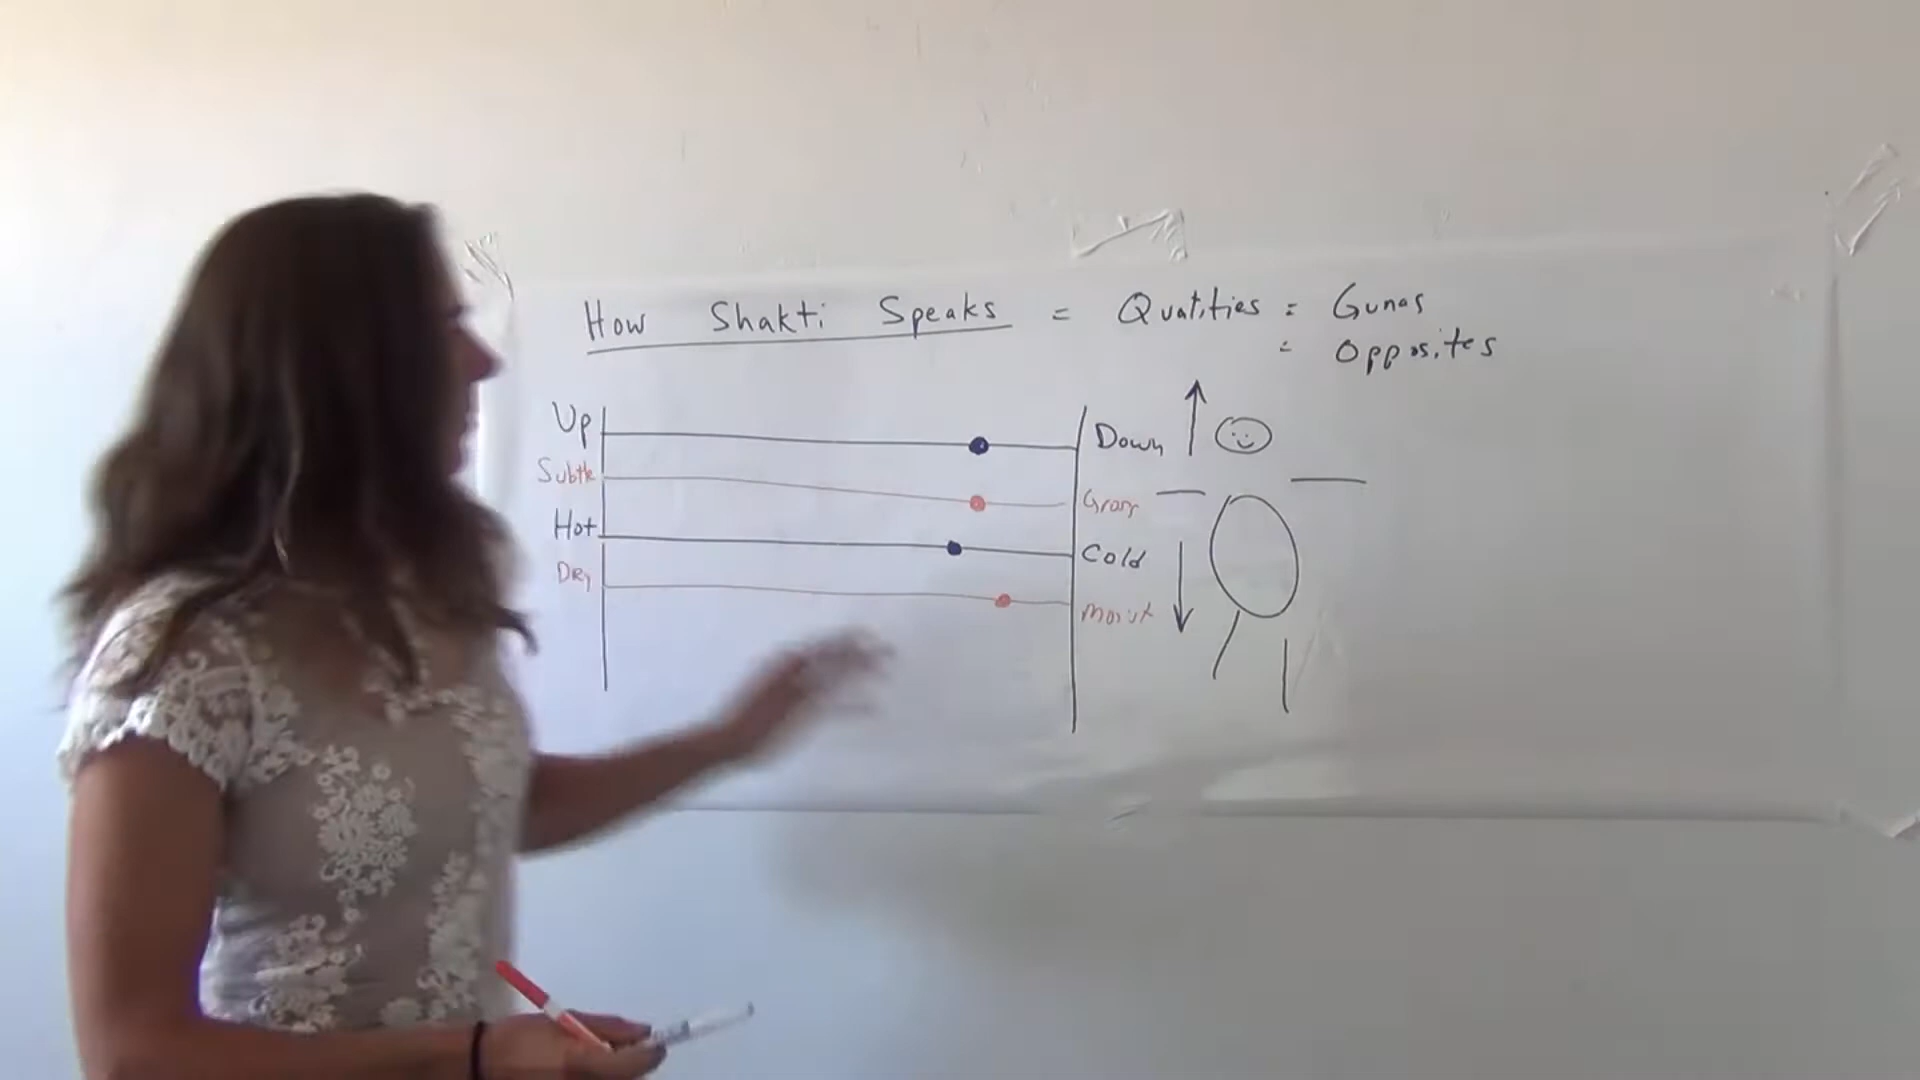 How Shakti Speaks = Qualities = Gunas
= Opposites
Up Down
Subtle Gross
Hot Cold
Dry Moist